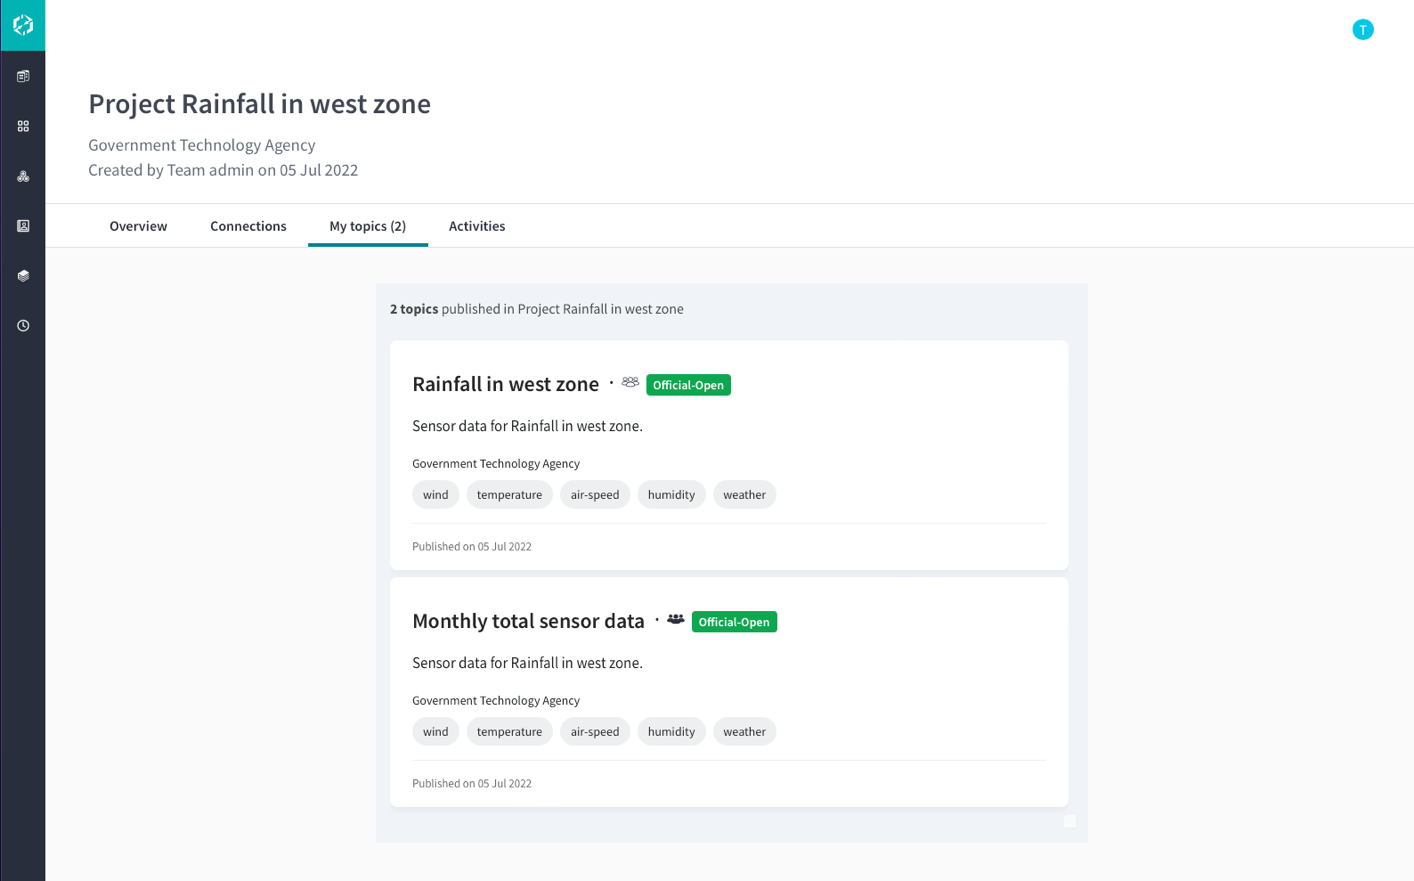 T
Project Rainfall in west zone
Government Technology Agency
Created by Team admin on 05 Jul 2022
Overview Connections My topics (2) Activities
2 topics published in Project Rainfall in west zone
Rainfall in west zone · Official-Open
Sensor data for Rainfall in west zone.
Government Technology Agency
wind temperature air-speed humidity weather
Published on 05 Jul 2022
Monthly total sensor data · Official-Open
Sensor data for Rainfall in west zone.
Government Technology Agency
wind temperature air-speed humidity weather
Published on 05 Jul 2022